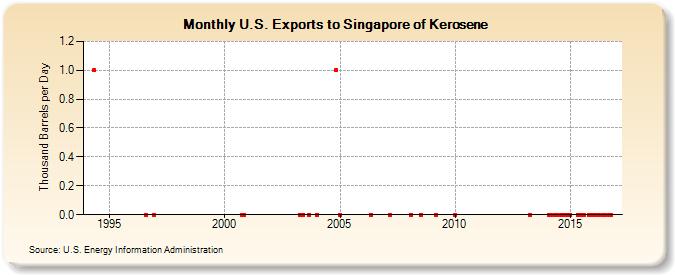 Monthly U.S. Exports to Singapore of Kerosene
Thousand Barrels per Day
1.2
1.0
0.8
0.6
0.4
0.2
0.0
1995 2000 2005 2010 2015
Source: U.S. Energy Information Administration